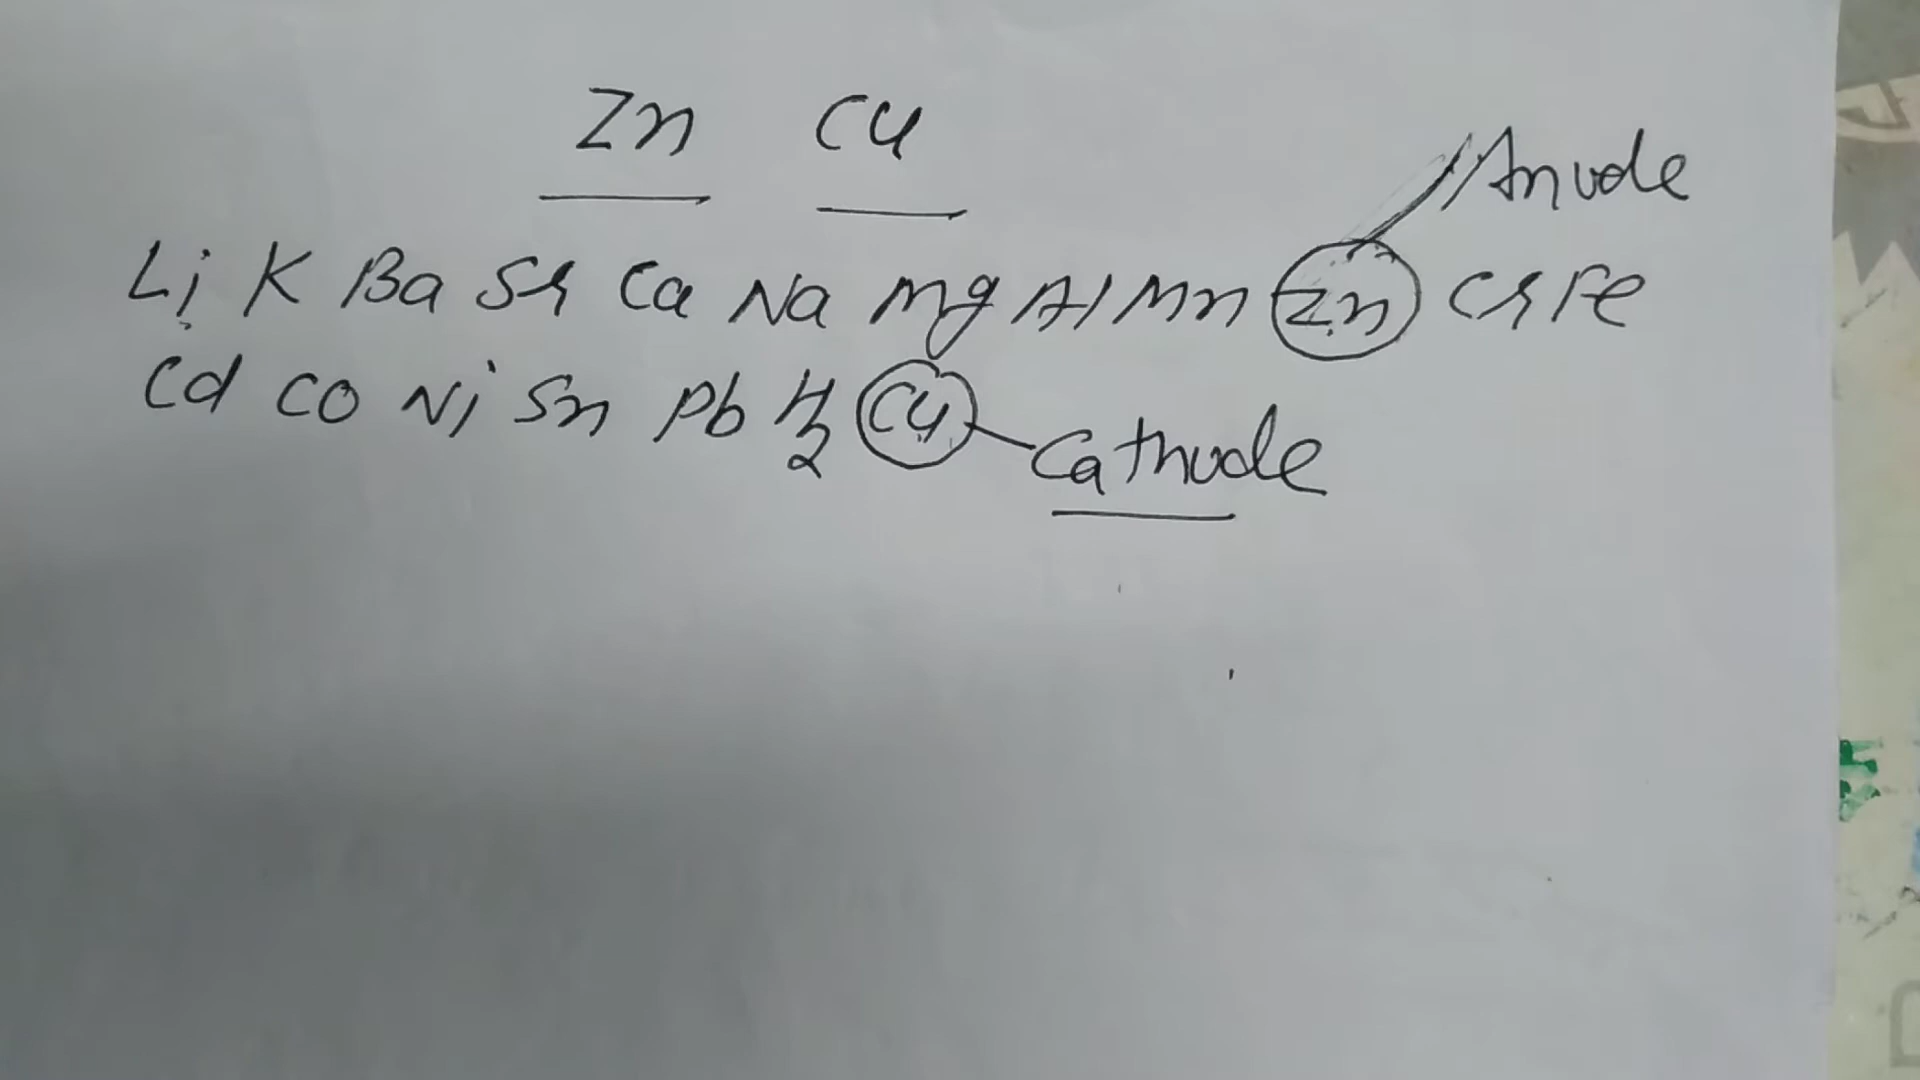 Zn Cu
Anode
Li K Ba Sr Ca Na Mg Al Mn Zn Cr Fe
Cd Co Ni Sn Pb H2 Cu Cathode